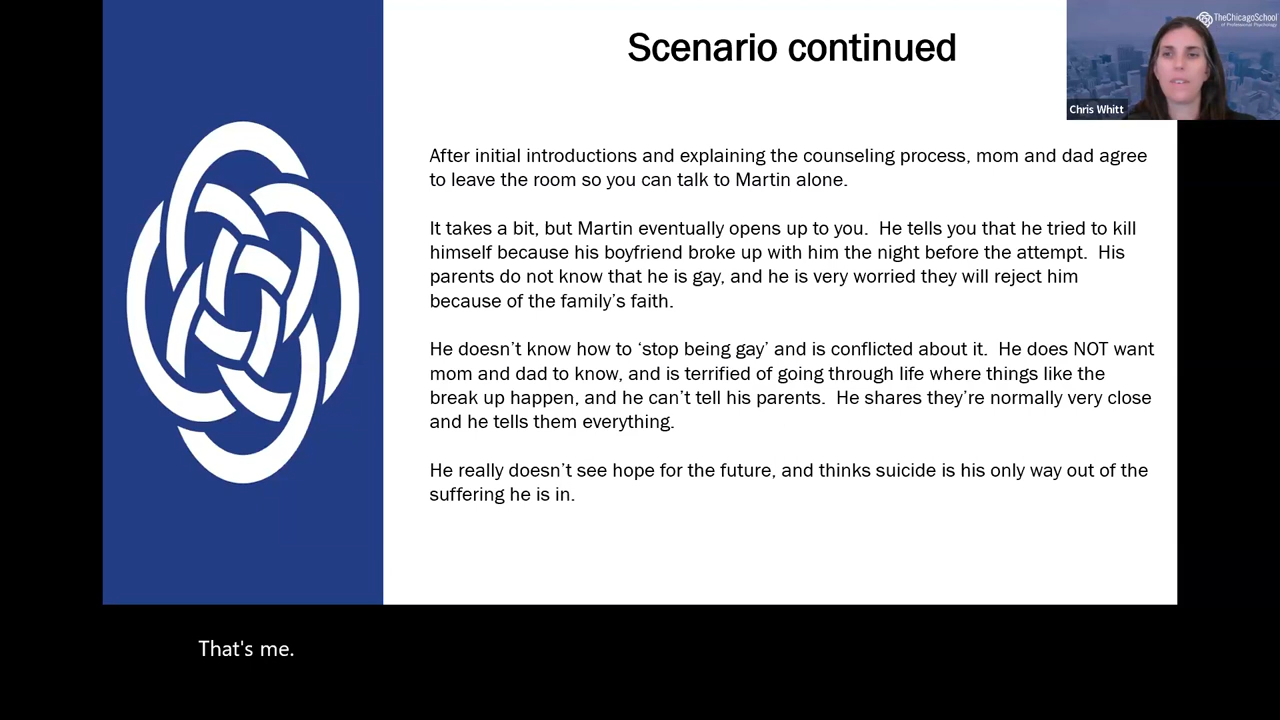 Scenario continued
TheChicagoSchool
of Professional Psychology
Chris Whitt
After initial introductions and explaining the counseling process, mom and dad agree
to leave the room so you can talk to Martin alone.
It takes a bit, but Martin eventually opens up to you.  He tells you that he tried to kill
himself because his boyfriend broke up with him the night before the attempt.  His
parents do not know that he is gay, and he is very worried they will reject him
because of the family’s faith.
He doesn’t know how to ‘stop being gay’ and is conflicted about it.  He does NOT want
mom and dad to know, and is terrified of going through life where things like the
break up happen, and he can’t tell his parents.  He shares they’re normally very close
and he tells them everything.
He really doesn’t see hope for the future, and thinks suicide is his only way out of the
suffering he is in.
That's me.